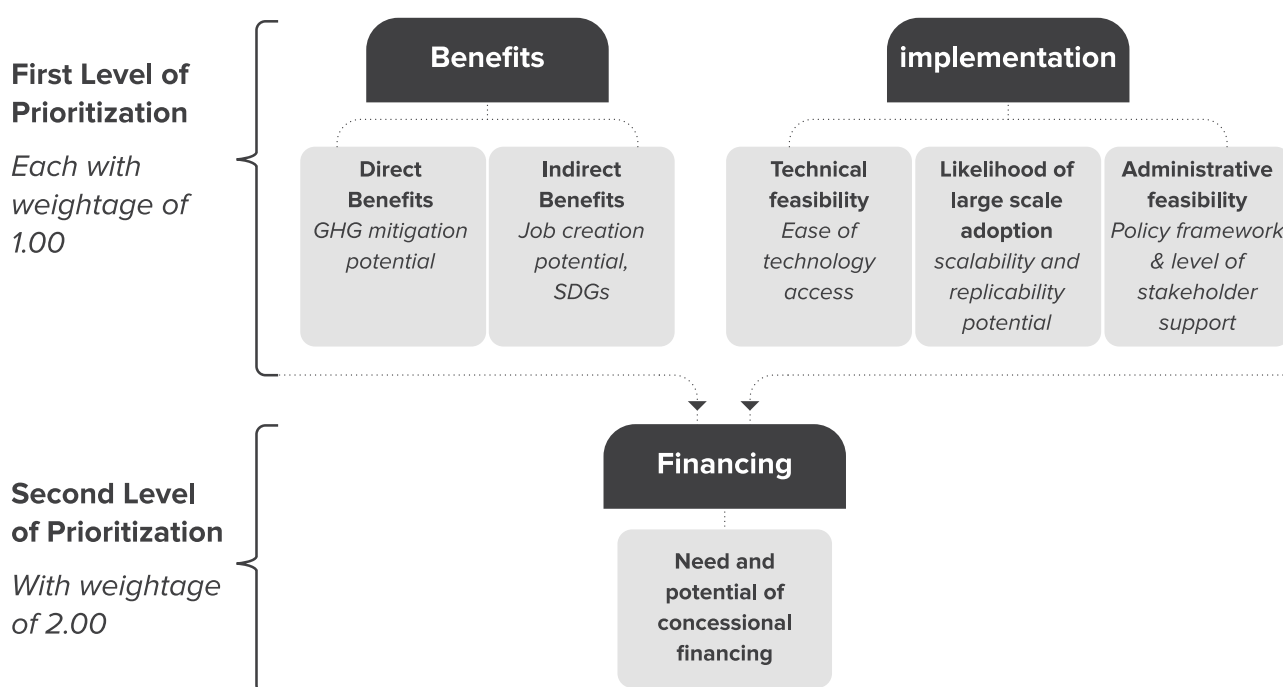 First Level of
Prioritization
Each with
weightage of
1.00
Benefits
Direct
Benefits
GHG mitigation
potential
Indirect
Benefits
Job creation
potential,
SDGs
implementation
Technical
feasibility
Ease of
technology
access
Likelihood of
large scale
adoption
scalability and
replicability
potential
Administrative
feasibility
Policy framework
& level of
stakeholder
support
Second Level
of Prioritization
With weightage
of 2.00
Financing
Need and
potential of
concessional
financing